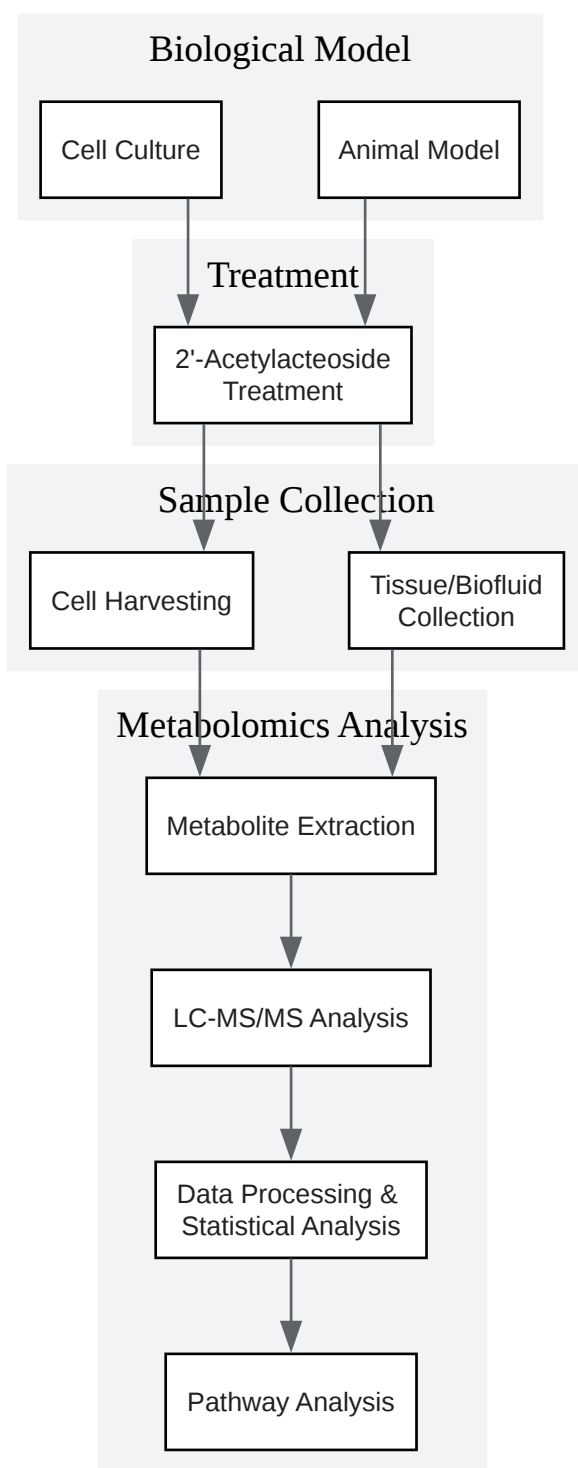 Biological Model
Cell Culture
Animal Model
Treatment
2'-Acetylacteoside
Treatment
Sample Collection
Cell Harvesting
Tissue/Biofluid
Collection
Metabolomics Analysis
Metabolite Extraction
LC-MS/MS Analysis
Data Processing &
Statistical Analysis
Pathway Analysis